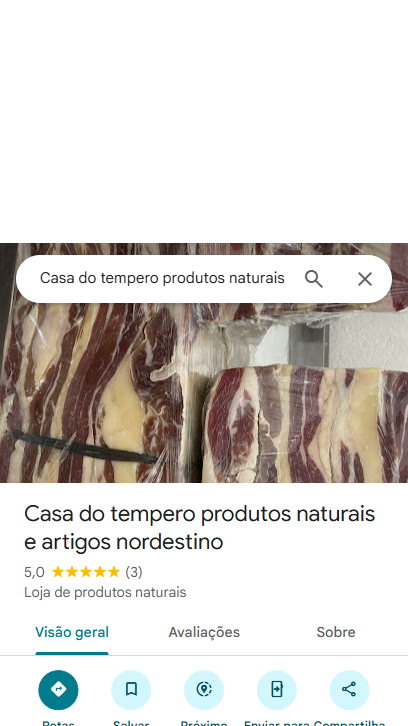 Casa do tempero produtos naturais
Casa do tempero produtos naturais
e artigos nordestino
5,0 (3)
Loja de produtos naturais
Visão geral Avaliações Sobre
Rotas Salvar Próximo Enviar para Compartilha